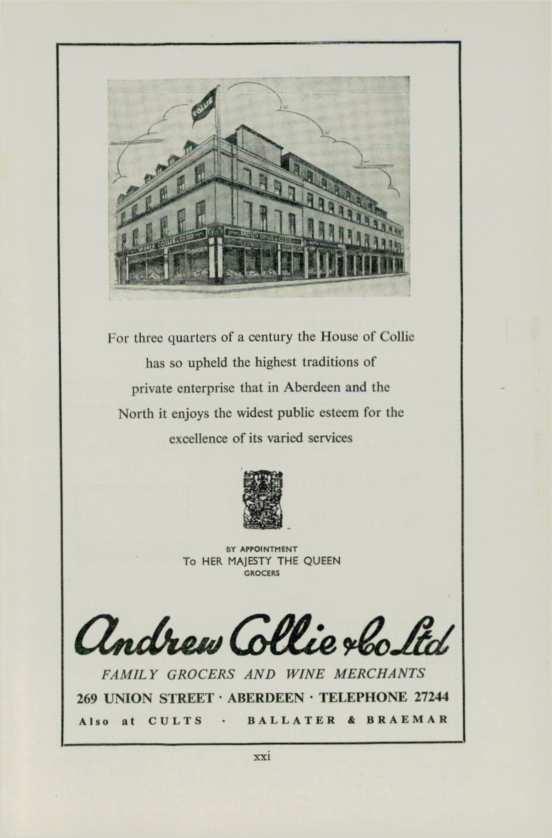 COLLIE
For three quarters of a century the House of Collie
has so upheld the highest traditions of
private enterprise that in Aberdeen and the
North it enjoys the widest public esteem for the
excellence of its varied services
BY APPOINTMENT
To HER MAJESTY THE QUEEN
GROCERS
Andrew Collie & Co Ltd
FAMILY GROCERS AND WINE MERCHANTS
269 UNION STREET · ABERDEEN · TELEPHONE 27244
Also at CULTS · BALLATER & BRAEMAR
xxi